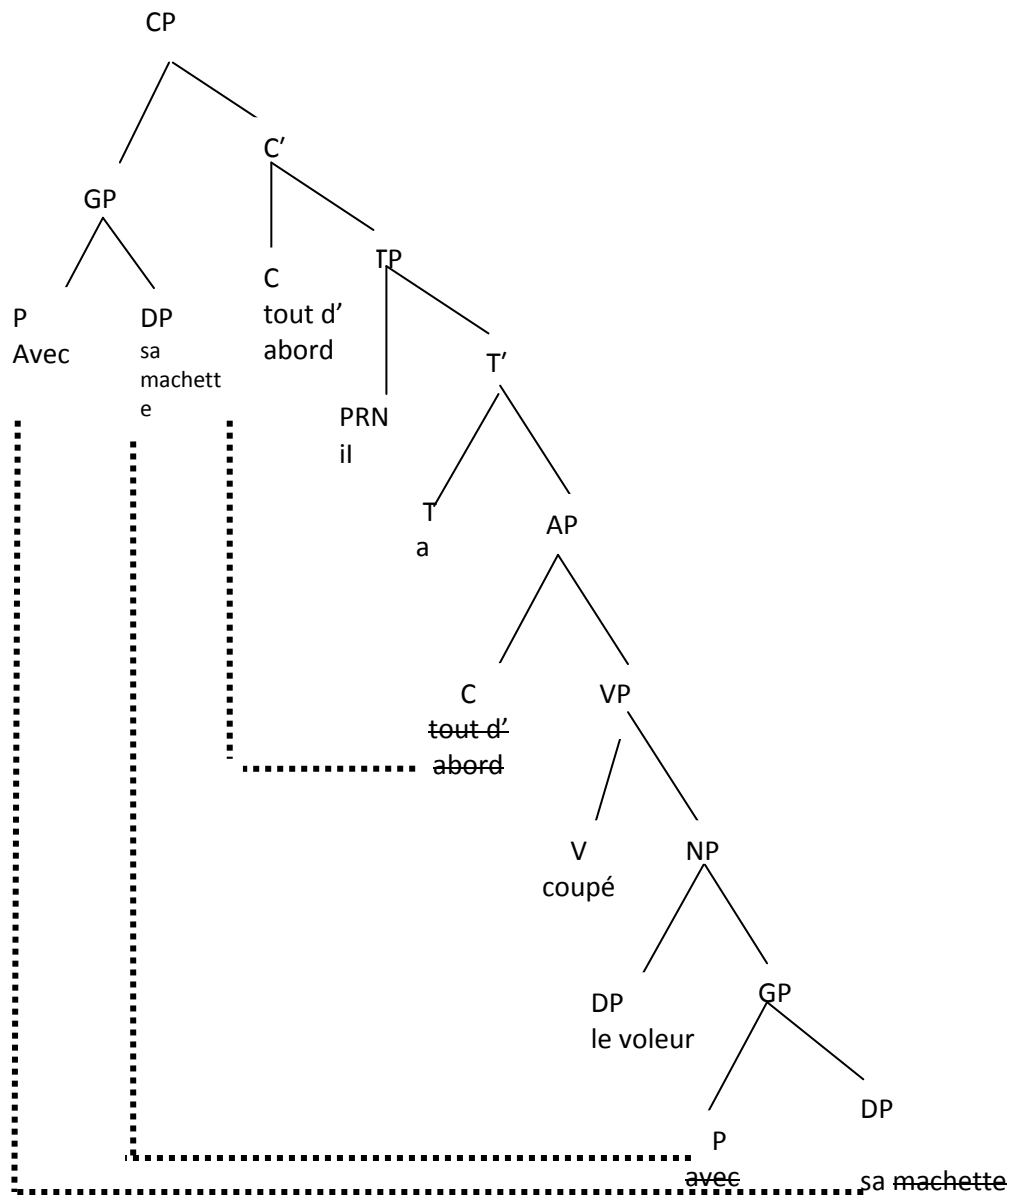 CP
C’
GP
TP
C
tout d’
abord
P
Avec
DP
sa
machett
e
T’
PRN
il
T
a
AP
C
tout d’
abord
VP
V
coupé
NP
DP
le voleur
GP
DP
P
avec
sa machette